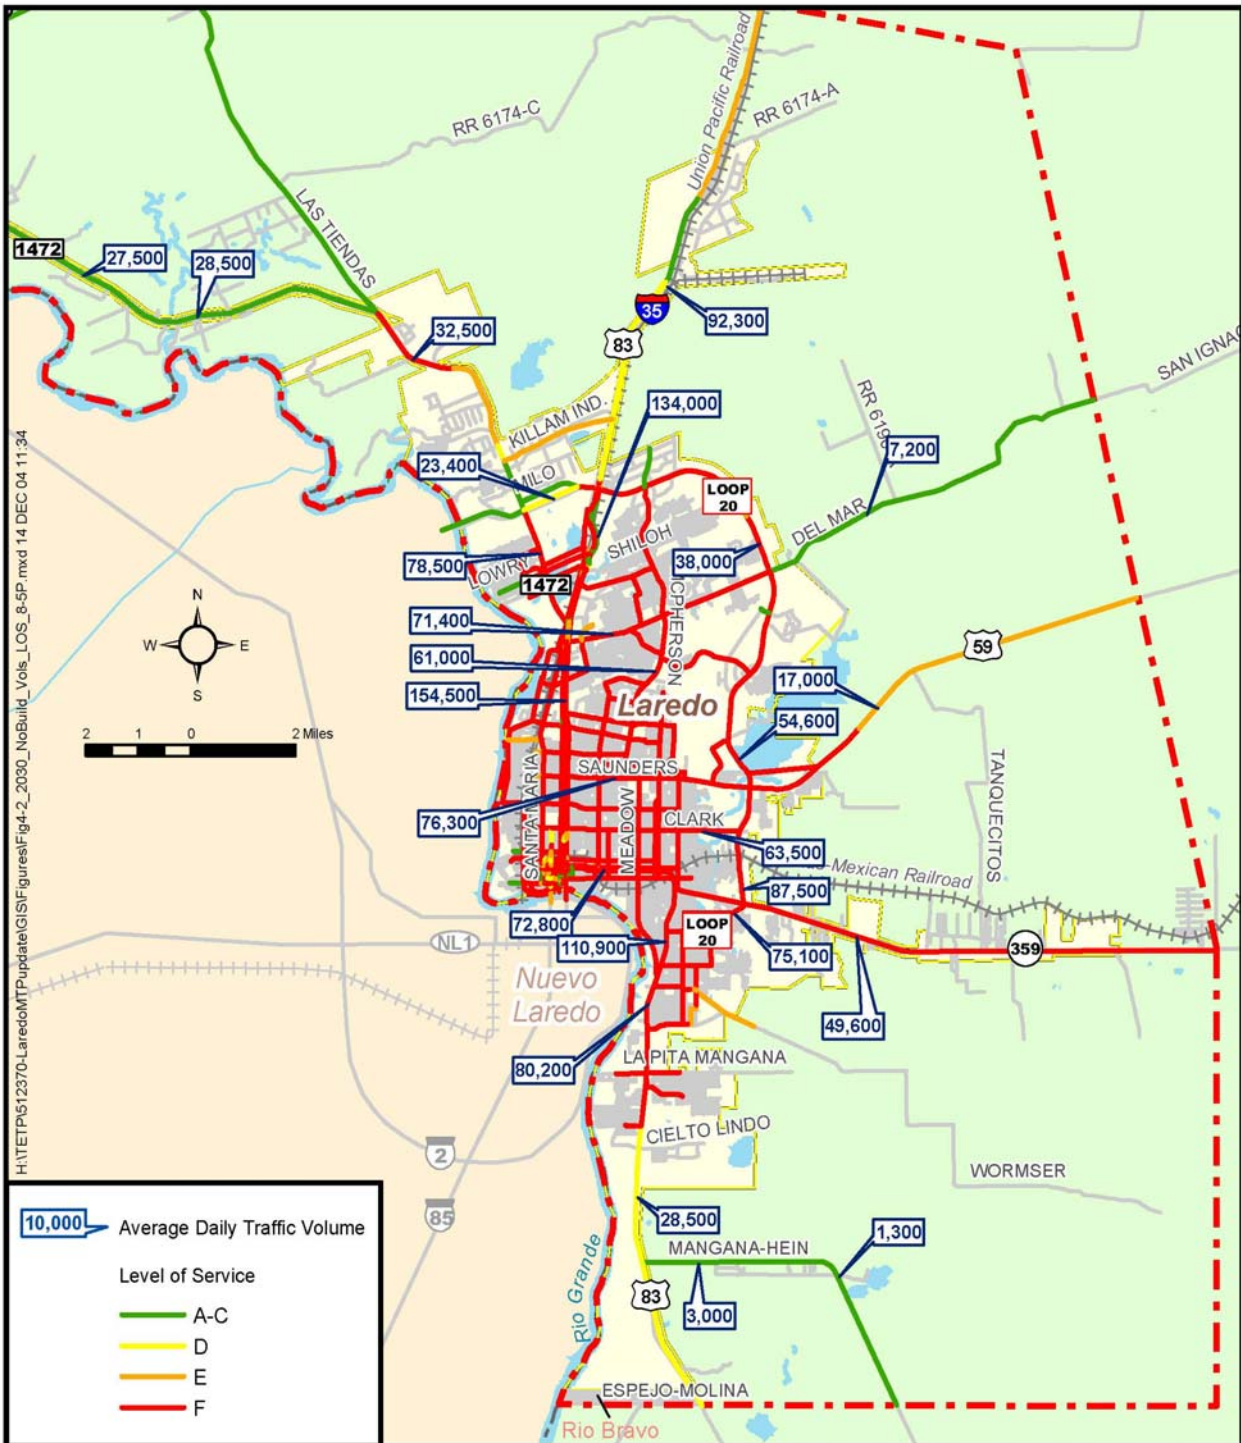 Union Pacific Railroad
RR 6174-C
RR 6174-A
LAS TIENDAS
1472
27,500
28,500
35
92,300
32,500
83
SAN IGNAC
RR 619
134,000
KILLAM IND.
7,200
23,400
MILO
LOOP
20
DEL MAR
SHILOH
38,000
78,500
LOWRY
1472
MCPHERSON
N
W
E
S
71,400
61,000
59
154,500
17,000
Laredo
54,600
2
1
0
2 Miles
SAUNDERS
TANQUECITOS
SANTA MARIA
MEADOW
76,300
CLARK
63,500
-Mexican Railroad
87,500
72,800
LOOP
20
NL1
110,900
75,100
359
Nuevo
Laredo
49,600
80,200
LA PITA MANGANA
CIELTO LINDO
2
WORMSER
85
28,500
1,300
MANGANA-HEIN
Rio Grande
83
3,000
ESPEJO-MOLINA
Rio Bravo
H:\TETP\512370-LaredoMTPupdate\GIS\Figures\Fig4-2_2030_NoBuild_Vols_LOS_8-5P.mxd 14 DEC 04 11:34
10,000
Average Daily Traffic Volume
Level of Service
A-C
D
E
F